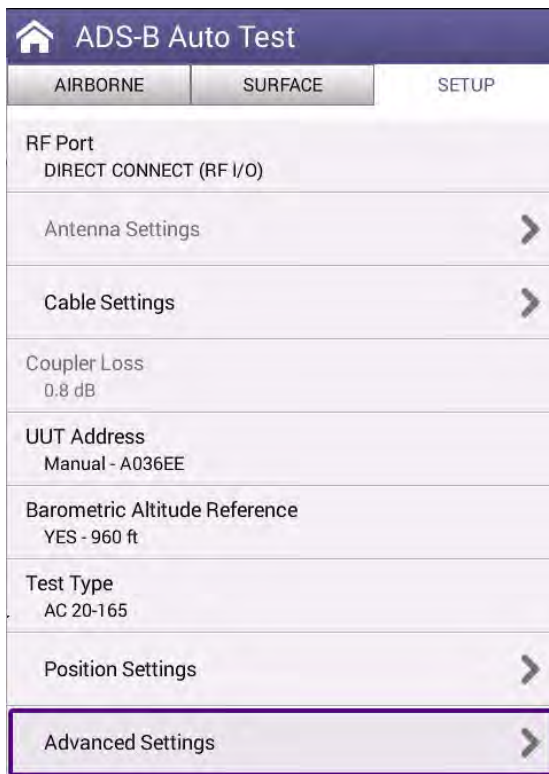 ADS-B Auto Test
AIRBORNE SURFACE SETUP
RF Port
DIRECT CONNECT (RF I/O)
Antenna Settings
Cable Settings
Coupler Loss
0.8 dB
UUT Address
Manual - A036EE
Barometric Altitude Reference
YES - 960 ft
Test Type
AC 20-165
Position Settings
Advanced Settings